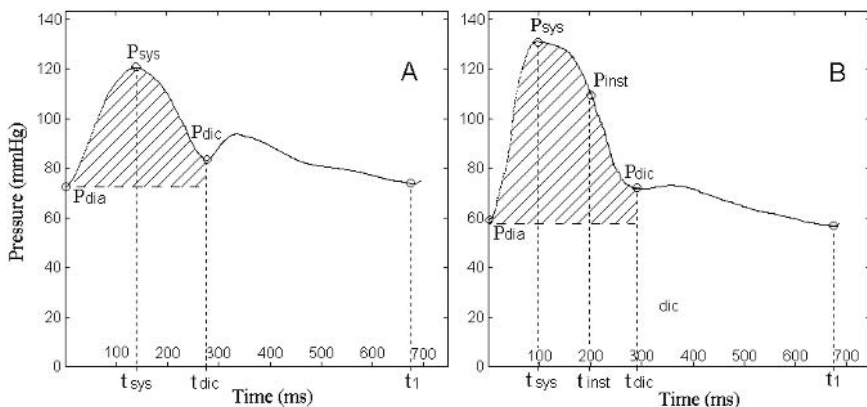 140
120
100
80
60
40
20
0
Pressure (mmHg)
A
Psys
Pdic
Pdia
100 200 300 400 500 600 700
tsys tdic t1
Time (ms)
140
120
100
80
60
40
20
0
B
Psys
Pinst
Pdic
Pdia
dic
100 200 300 400 500 600 700
tsys tinst tdic t1
Time (ms)